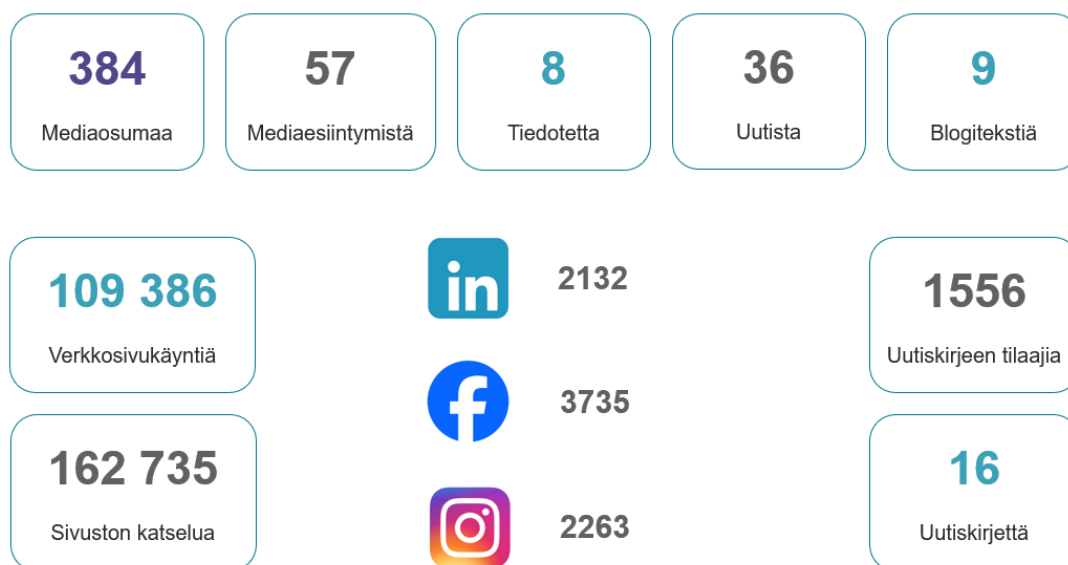 384
Mediaosumaa
57
Mediaesiintymistä
8
Tiedotetta
36
Uutista
9
Blogitekstiä
109 386
Verkkosivukäyntiä
162 735
Sivuston katselua
in
2132
3735
2263
1556
Uutiskirjeen tilaajia
16
Uutiskirjettä